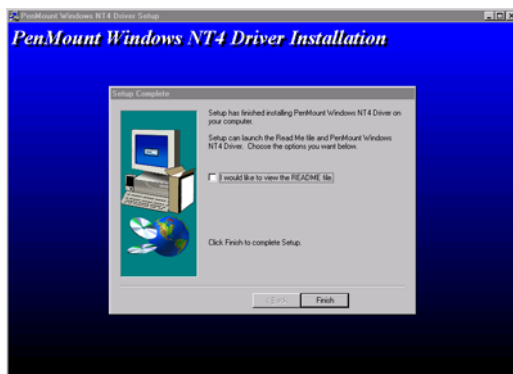 PenMount Windows NT4 Driver Setup
PenMount Windows NT4 Driver Installation
Setup Complete
Setup has finished installing PenMount Windows NT4 Driver on
your computer.
Setup can launch the Read Me file and PenMount Windows
NT4 Driver. Choose the options you want below.
I would like to view the README file.
Click Finish to complete Setup.
< Back
Finish